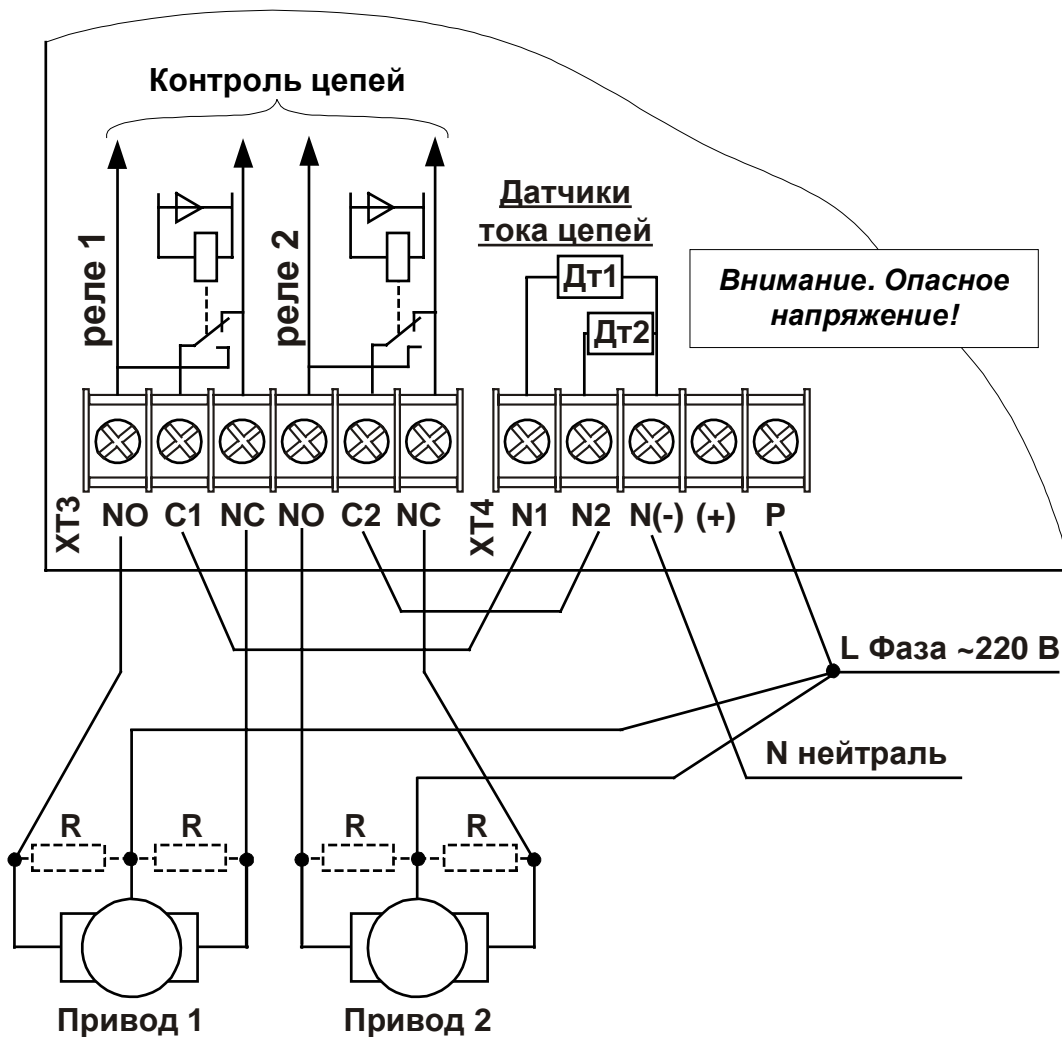 Контроль цепей
реле 1
реле 2
Датчики
тока цепей
Дт1
Дт2
Внимание. Опасное
напряжение!
XT3
NO C1 NC NO C2 NC
XT4
N1 N2 N(-) (+) P
L Фаза ~220 В
N нейтраль
R R R R
Привод 1 Привод 2